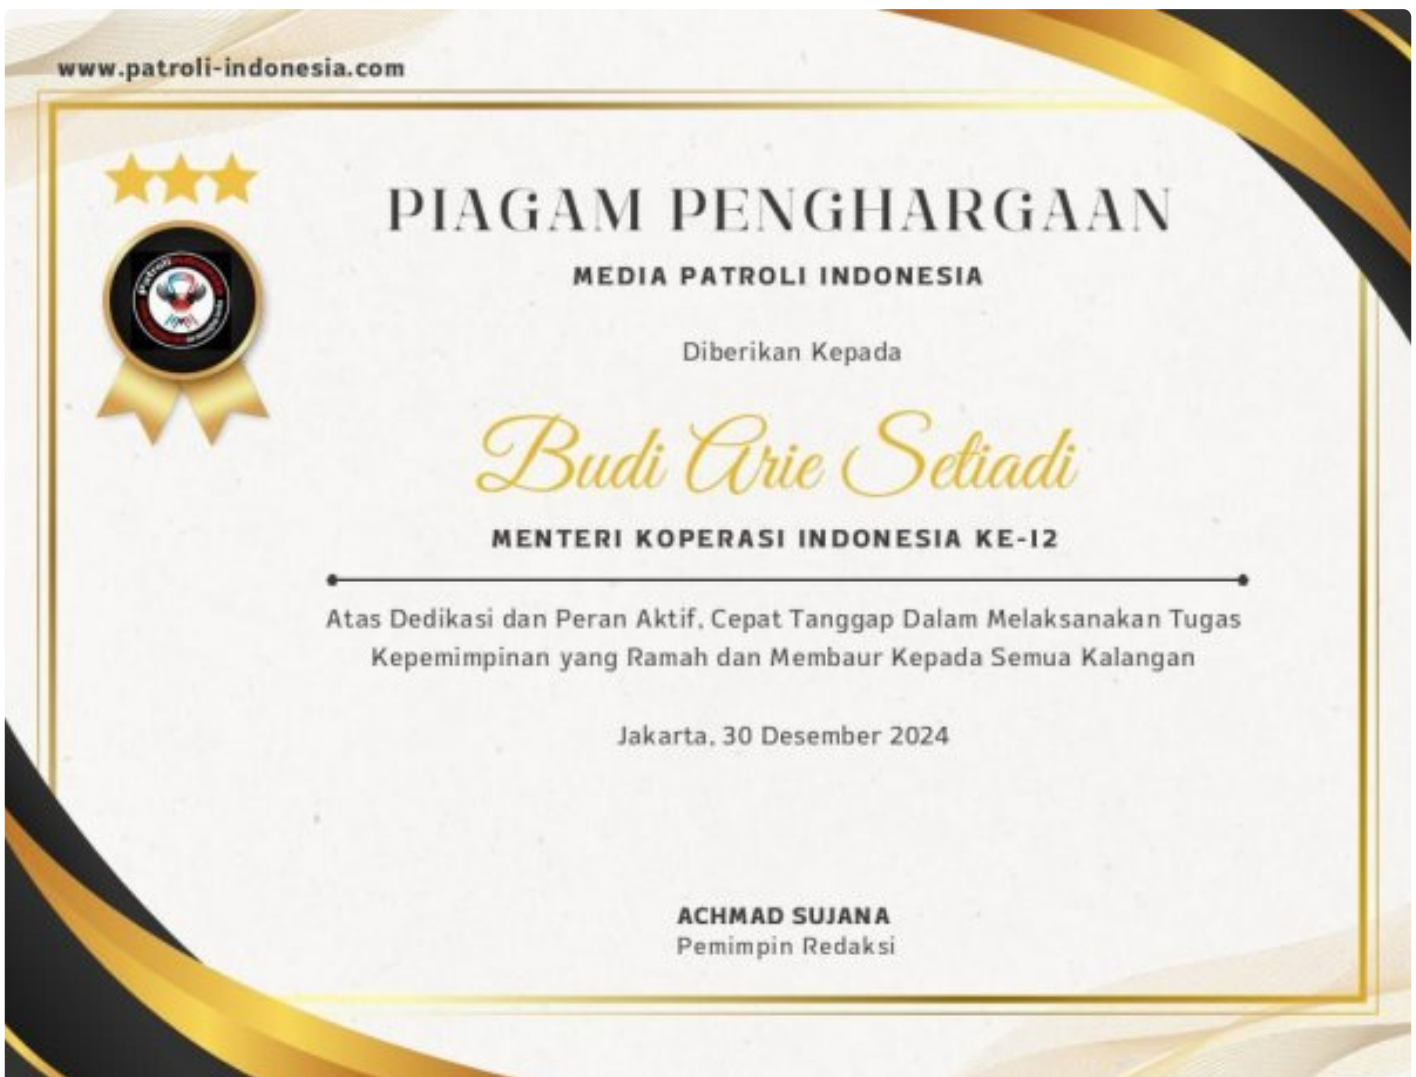 www.patroli-indonesia.com
PIAGAM PENGHARGAAN
MEDIA PATROLI INDONESIA
Diberikan Kepada
Budi Arie Setiadi
MENTERI KOPERASI INDONESIA KE-12
Atas Dedikasi dan Peran Aktif, Cepat Tanggap Dalam Melaksanakan Tugas
Kepemimpinan yang Ramah dan Membaur Kepada Semua Kalangan
Jakarta, 30 Desember 2024
ACHMAD SUJANA
Pemimpin Redaksi